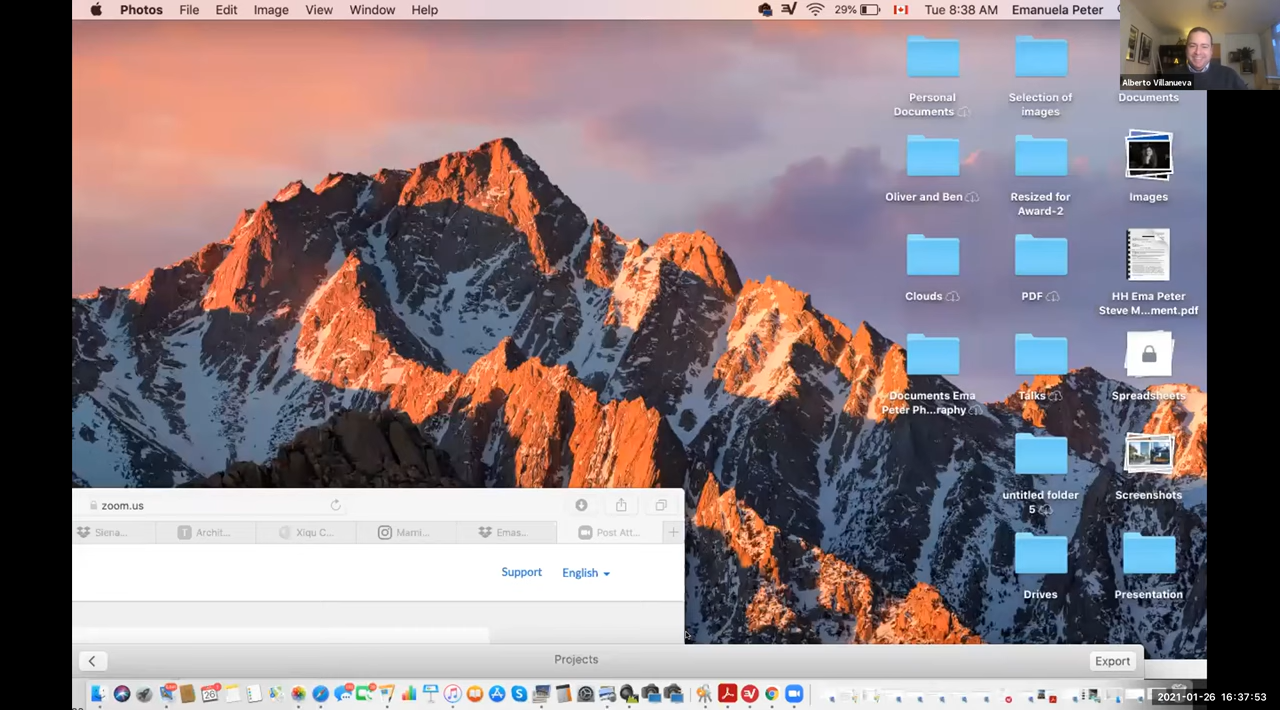 Photos File Edit Image View Window Help
29% Tue 8:38 AM Emanuela Peter
Alberto Villanueva
Personal
Documents
Selection of
images
Documents
Oliver and Ben
Resized for
Award-2
Images
Clouds
PDF
HH Ema Peter
Steve M...ment.pdf
Documents Ema
Peter Ph...raphy
Talks
Spreadsheets
untitled folder
5
Screenshots
Drives
Presentation
zoom.us
Siena... Archit... Xiqu C... Marri... Emas... Post Att...
Support English
Projects
Export
2021-01-26 16:37:53